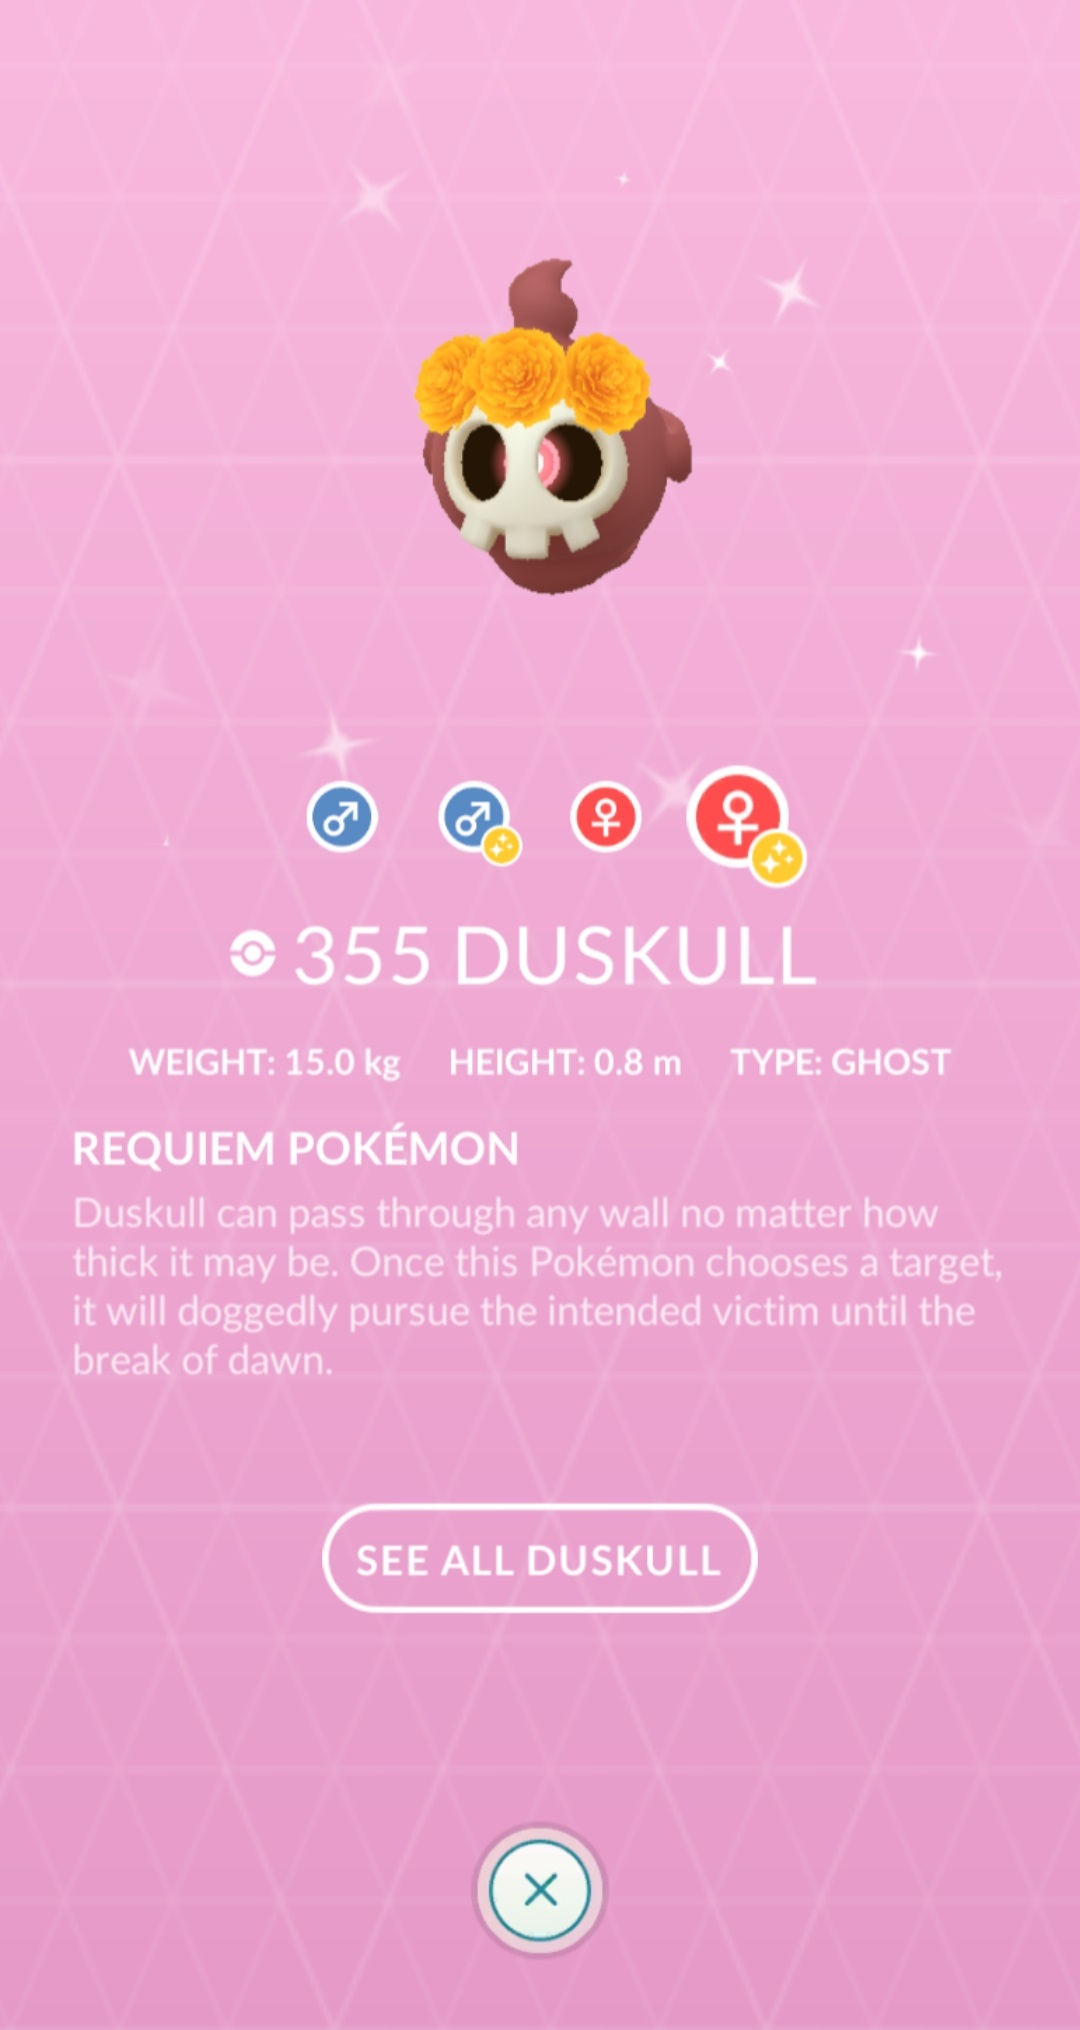 355 DUSKULL
WEIGHT: 15.0 kg HEIGHT: 0.8 m TYPE: GHOST
REQUIEM POKÉMON
Duskull can pass through any wall no matter how
thick it may be. Once this Pokémon chooses a target,
it will doggedly pursue the intended victim until the
break of dawn.
SEE ALL DUSKULL